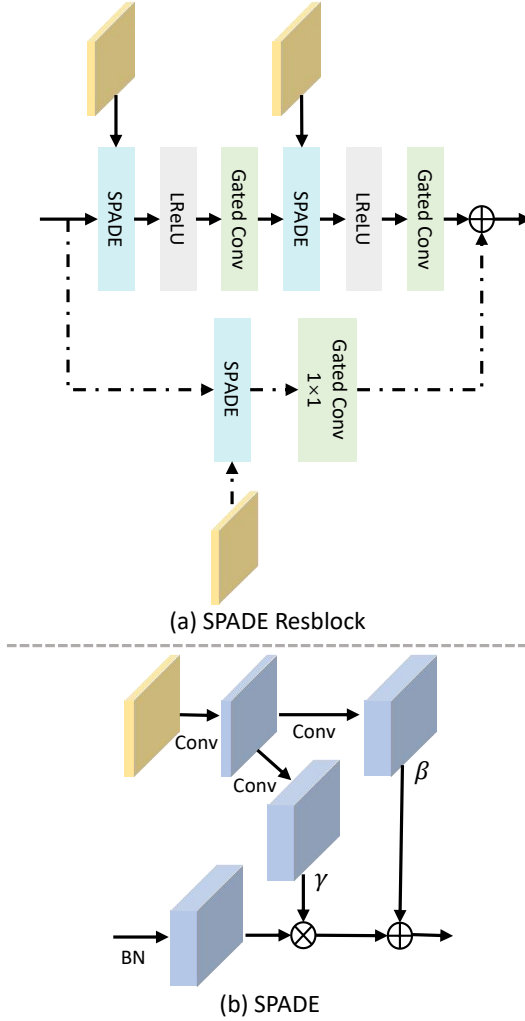 SPADE
LReLU
Gated Conv
SPADE
LReLU
Gated Conv
SPADE
Gated Conv
1×1
(a) SPADE Resblock
Conv
Conv
Conv
β
γ
BN
(b) SPADE